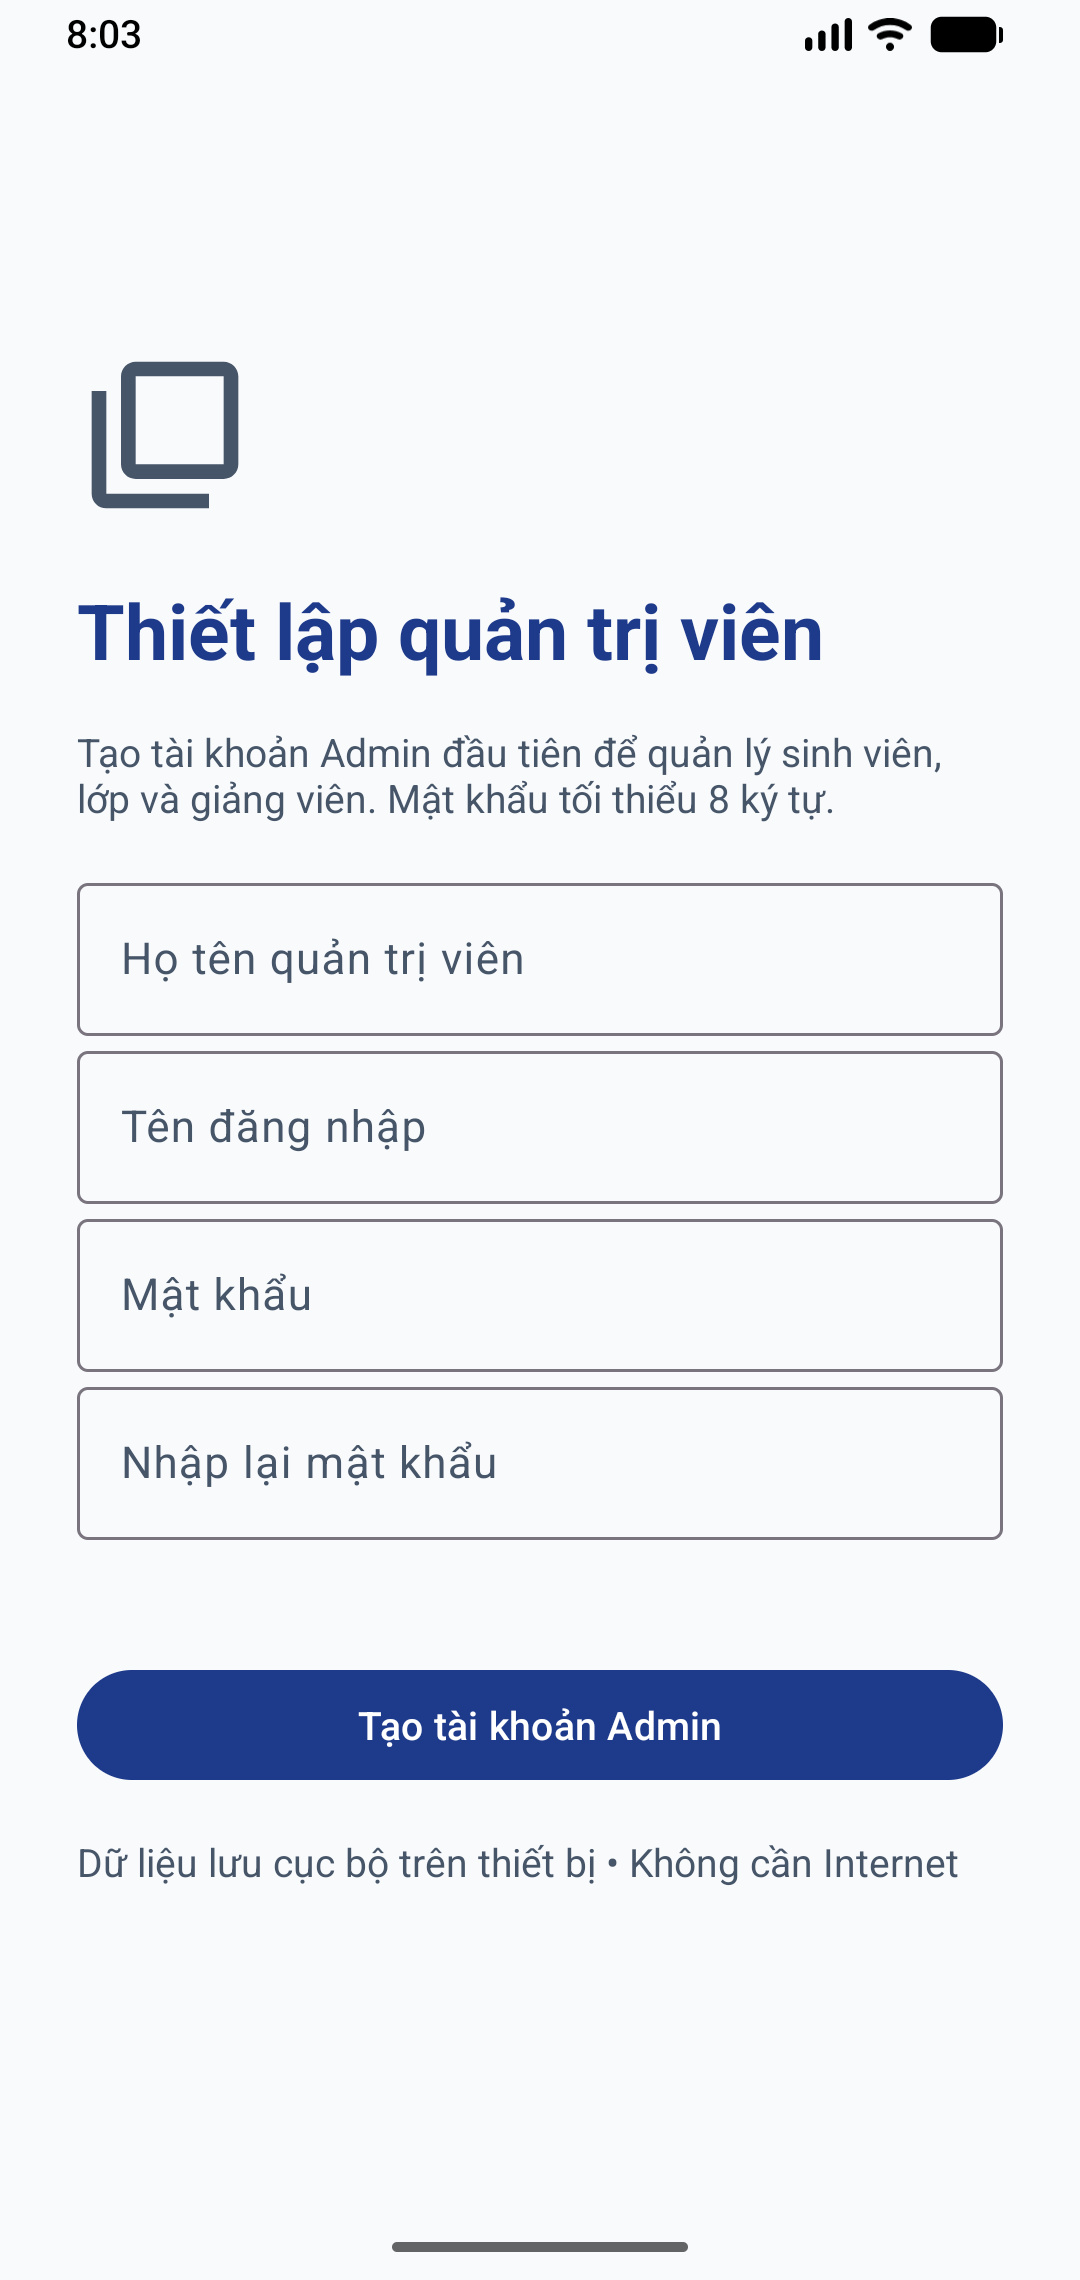 8:03
Thiết lập quản trị viên
Tạo tài khoản Admin đầu tiên để quản lý sinh viên,
lớp và giảng viên. Mật khẩu tối thiểu 8 ký tự.
Họ tên quản trị viên
Tên đăng nhập
Mật khẩu
Nhập lại mật khẩu
Tạo tài khoản Admin
Dữ liệu lưu cục bộ trên thiết bị • Không cần Internet